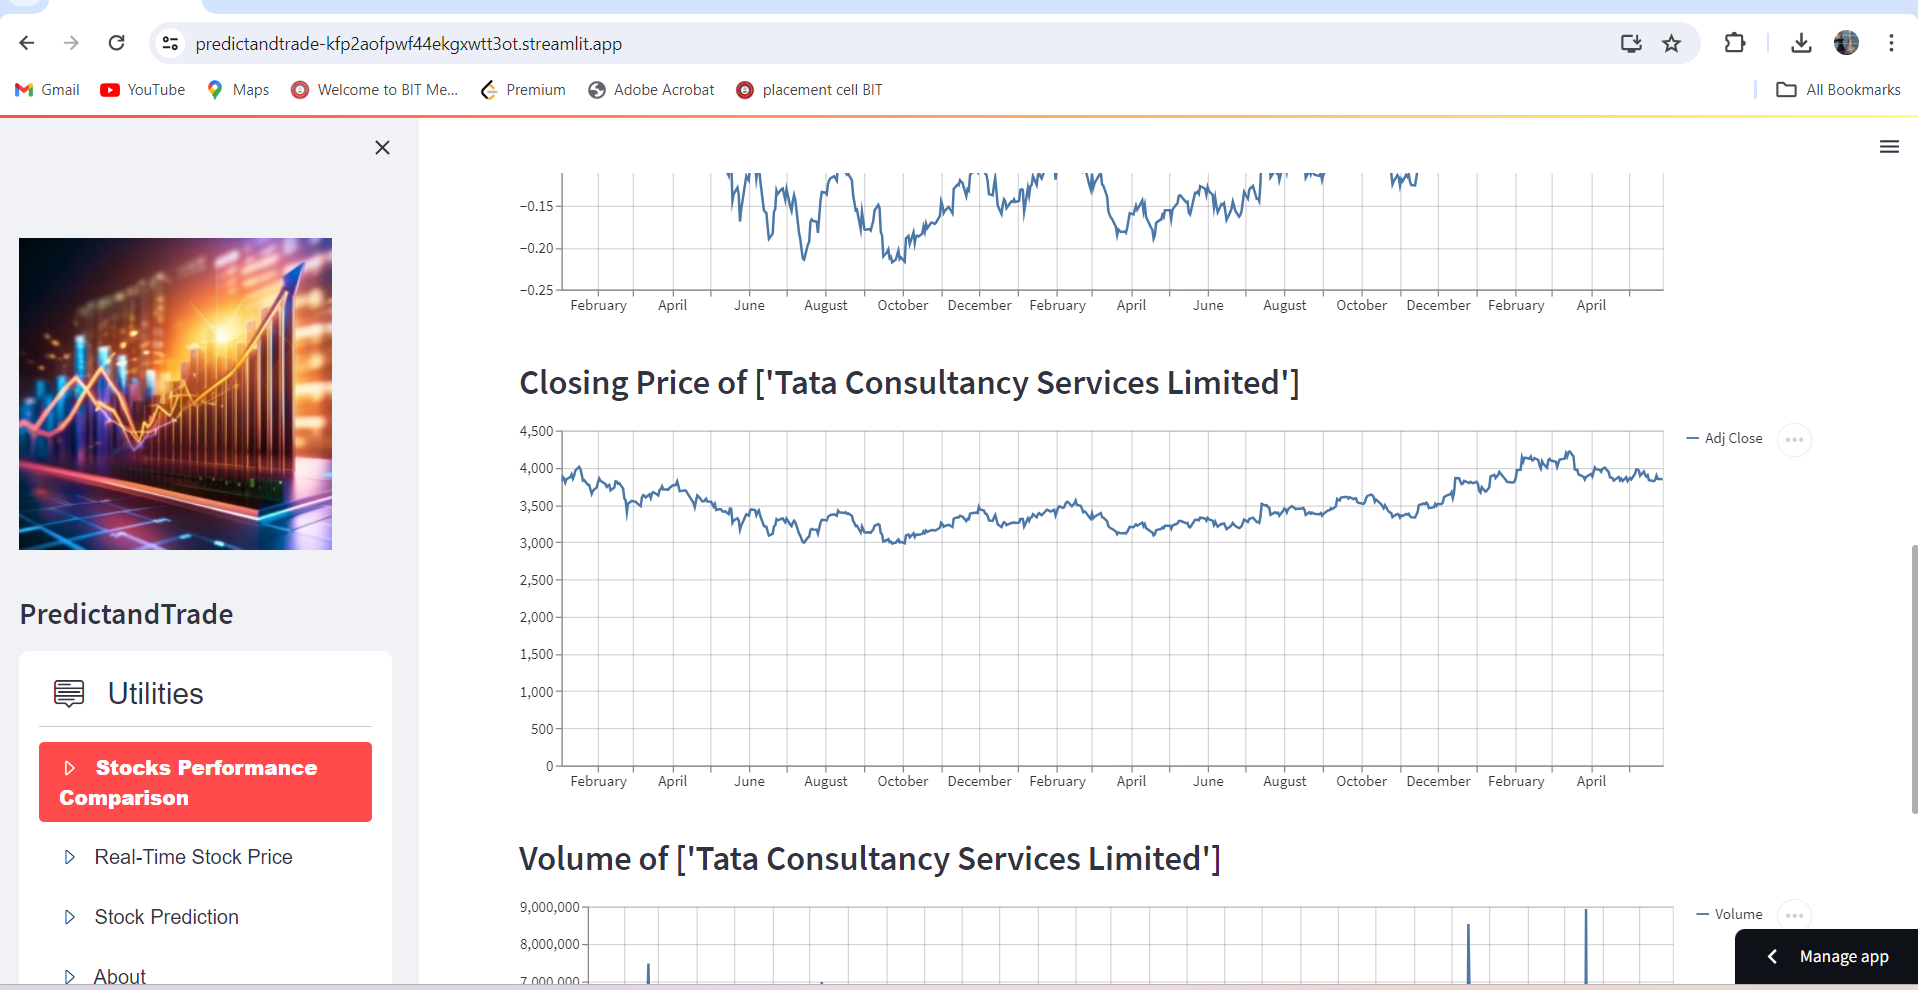 predictandtrade-kfp2aofpwf44ekgxwtt3ot.streamlit.app
Gmail YouTube Maps Welcome to BIT Me... Premium Adobe Acrobat placement cell BIT All Bookmarks
PredictandTrade
Utilities
Stocks Performance
Comparison
Real-Time Stock Price
Stock Prediction
About
−0.15
−0.20
−0.25
February April June August October December February April June August October December February April
Closing Price of ['Tata Consultancy Services Limited']
4,500
4,000
3,500
3,000
2,500
2,000
1,500
1,000
500
0
February April June August October December February April June August October December February April
Adj Close
Volume of ['Tata Consultancy Services Limited']
9,000,000
8,000,000
7,000,000
Volume
Manage app